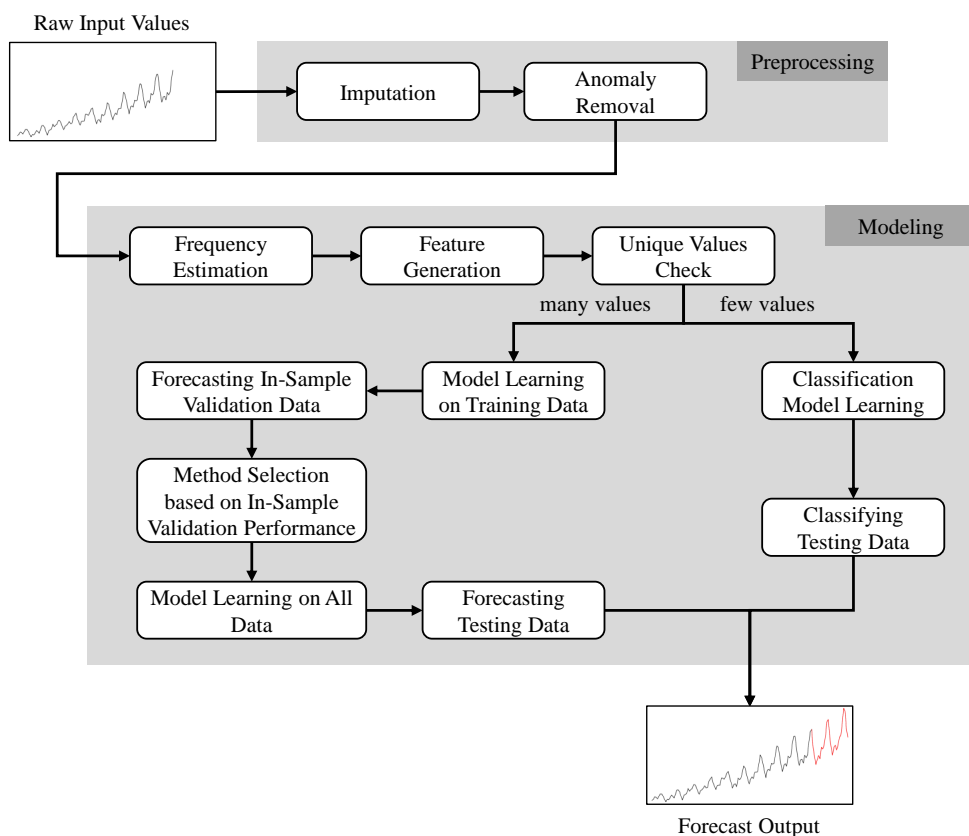 Raw Input Values
Preprocessing
Imputation
Anomaly
Removal
Modeling
Frequency
Estimation
Feature
Generation
Unique Values
Check
many values
few values
Forecasting In-Sample
Validation Data
Model Learning
on Training Data
Classification
Model Learning
Method Selection
based on In-Sample
Validation Performance
Classifying
Testing Data
Model Learning on All
Data
Forecasting
Testing Data
Forecast Output